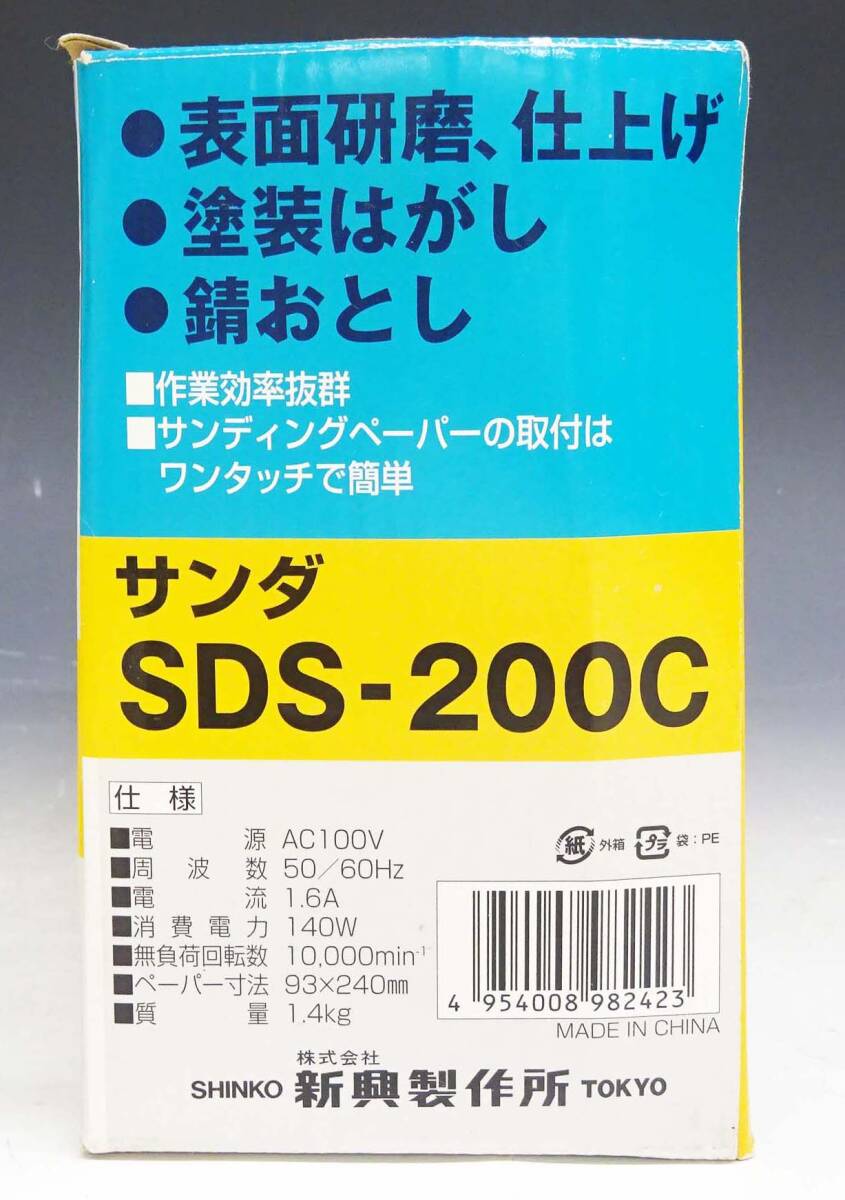 ●表面研磨、仕上げ
●塗装はがし
●錆おとし
■作業効率抜群
■サンディングペーパーの取付は
ワンタッチで簡単
サンダ
SDS-200C
仕様
■電源 AC100V
■周波数 50/60Hz
■電流 1.6A
■消費電力 140W
■無負荷回転数 10,000min⁻¹
■ペーパー寸法 93×240mm
■質量 1.4kg
紙 外箱 プラ 袋:PE
4 954008 982423
MADE IN CHINA
株式会社
SHINKO 新興製作所 TOKYO